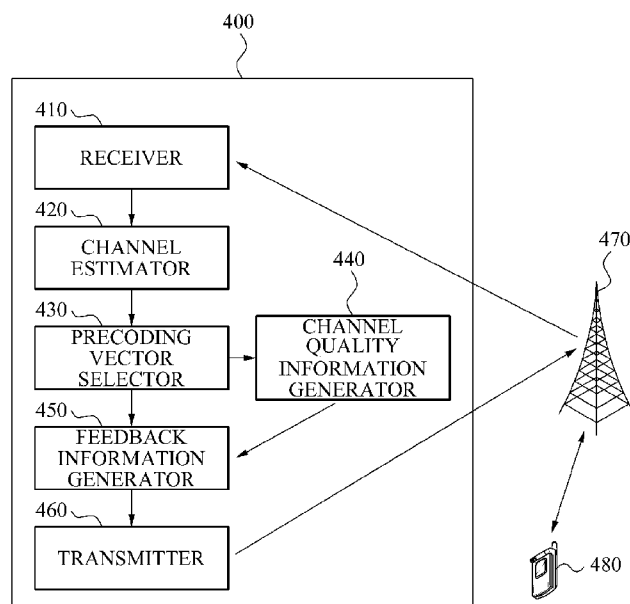 400
410
RECEIVER
420
CHANNEL
ESTIMATOR
430
PRECODING
VECTOR
SELECTOR
440
CHANNEL
QUALITY
INFORMATION
GENERATOR
450
FEEDBACK
INFORMATION
GENERATOR
460
TRANSMITTER
470
480